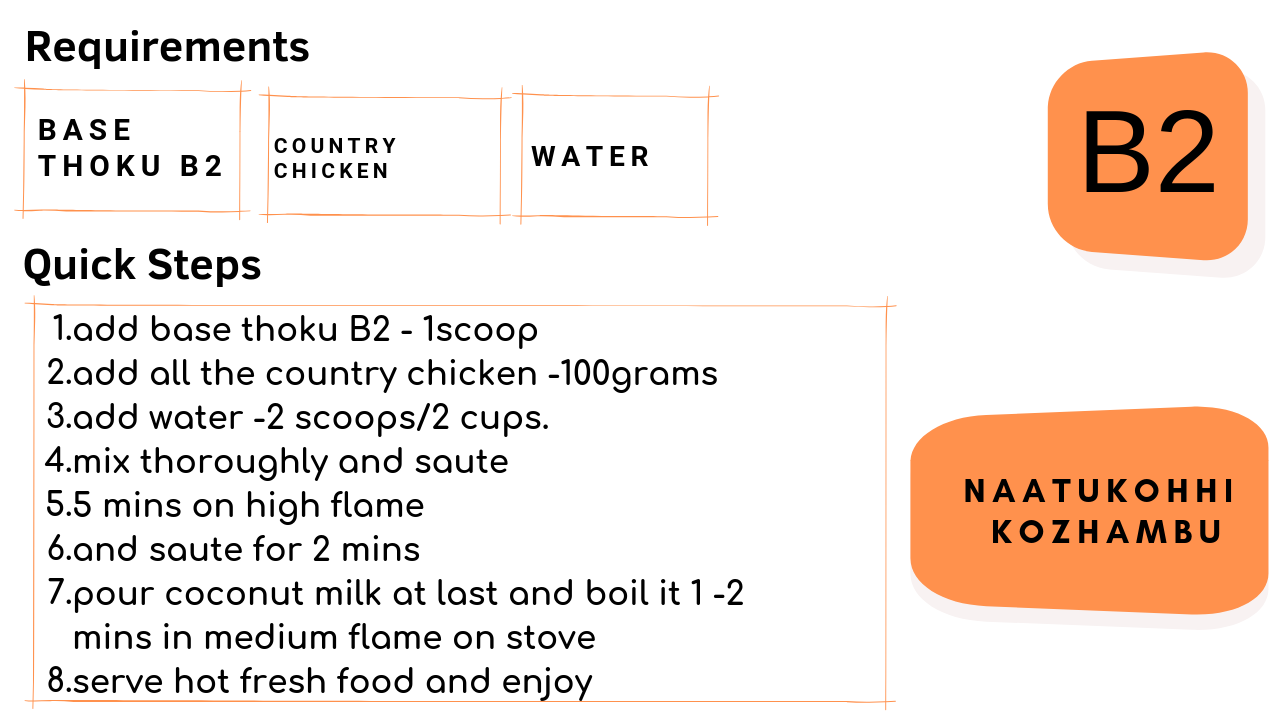 Requirements
BASE
THOKU B2
COUNTRY
CHICKEN
WATER
B2
Quick Steps
1.add base thoku B2 - 1scoop
2.add all the country chicken -100grams
3.add water -2 scoops/2 cups.
4.mix thoroughly and saute
5.5 mins on high flame
6.and saute for 2 mins
7.pour coconut milk at last and boil it 1 -2
mins in medium flame on stove
8.serve hot fresh food and enjoy
NAATUKOHHI
KOZHAMBU